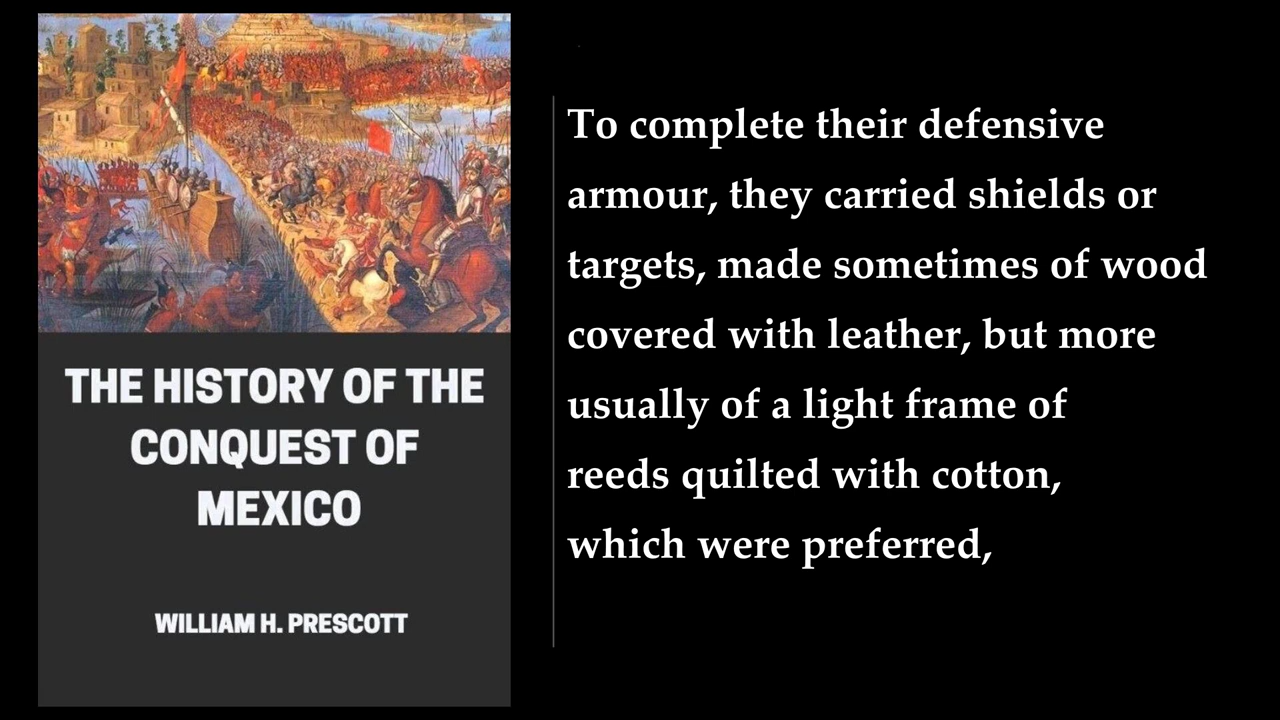 THE HISTORY OF THE
CONQUEST OF
MEXICO
WILLIAM H. PRESCOTT
To complete their defensive
armour, they carried shields or
targets, made sometimes of wood
covered with leather, but more
usually of a light frame of
reeds quilted with cotton,
which were preferred,